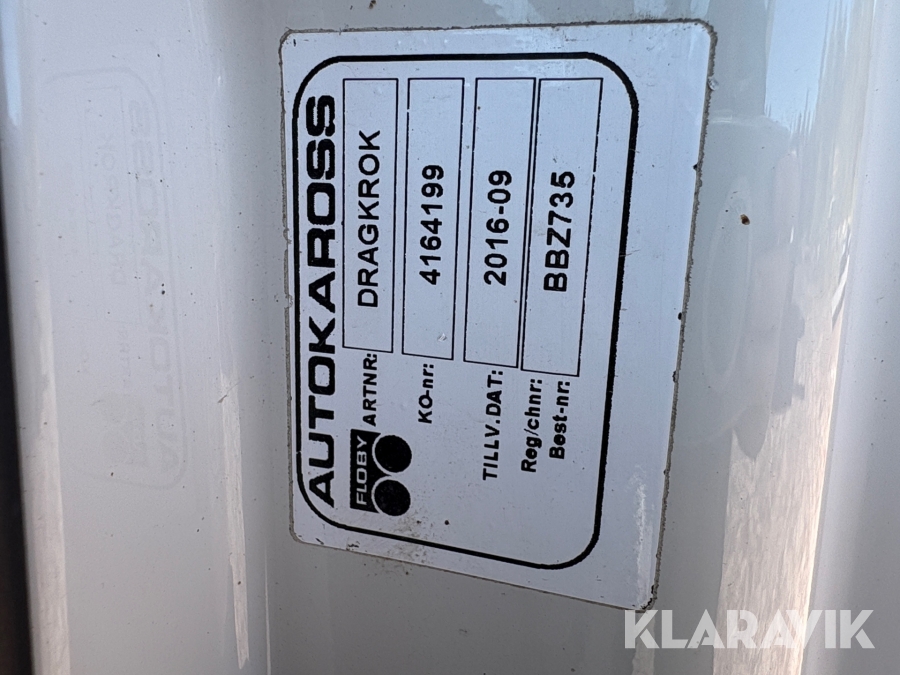 AUTOKAROSS
FLOBY
ARTNR: DRAGKROK
KO-nr: 4164199
TILLV.DAT: 2016-09
Reg/chnr: BBZ735
Best-nr:
KLARAVIK